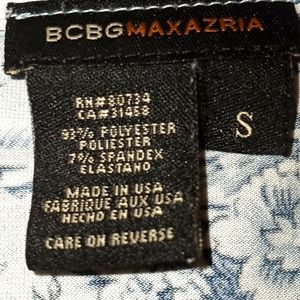 BCBGMAXAZRIA
S
RN#80734
CA#31468
93% POLYESTER
POLIESTER
7% SPANDEX
ELASTANO
MADE IN USA
FABRIQUE AUX USA
HECHO EN USA
CARE ON REVERSE